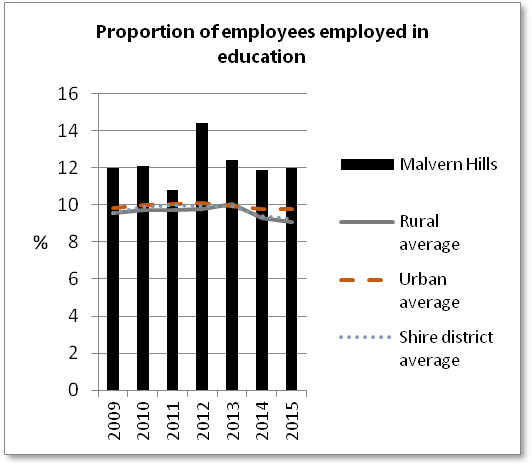 Proportion of employees employed in
education
16
14
12
10
8
6
4
2
0
%
2009
2010
2011
2012
2013
2014
2015
Malvern Hills
Rural
average
Urban
average
Shire district
average